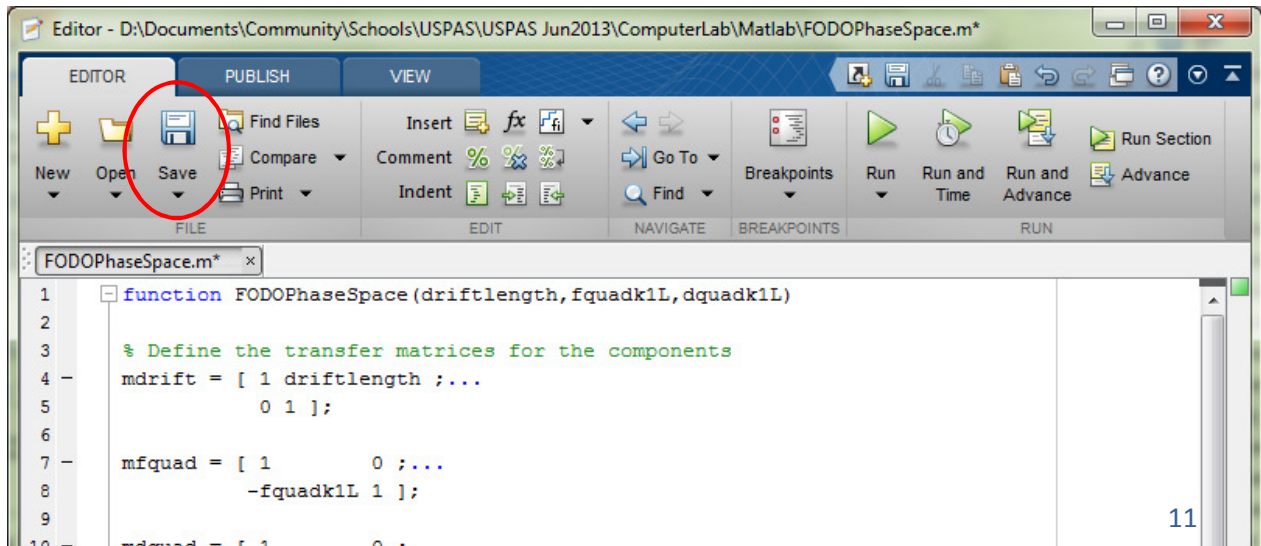 Editor - D:\Documents\Community\Schools\USPAS\USPAS Jun2013\ComputerLab\Matlab\FODOPhaseSpace.m*
EDITOR PUBLISH VIEW
New Open Save
Find Files
Compare
Print
FILE
Insert fx
Comment
Indent
EDIT
Go To
Find
NAVIGATE
Breakpoints
BREAKPOINTS
Run Run and Time Run and Advance
Run Section
Advance
RUN
FODOPhaseSpace.m* ×
1 function FODOPhaseSpace(driftlength,fquadk1L,dquadk1L)
2
3 % Define the transfer matrices for the components
4 – mdrift = [ 1 driftlength ;...
5 0 1 ];
6
7 – mfquad = [ 1 0 ;...
8 -fquadk1L 1 ];
9
11